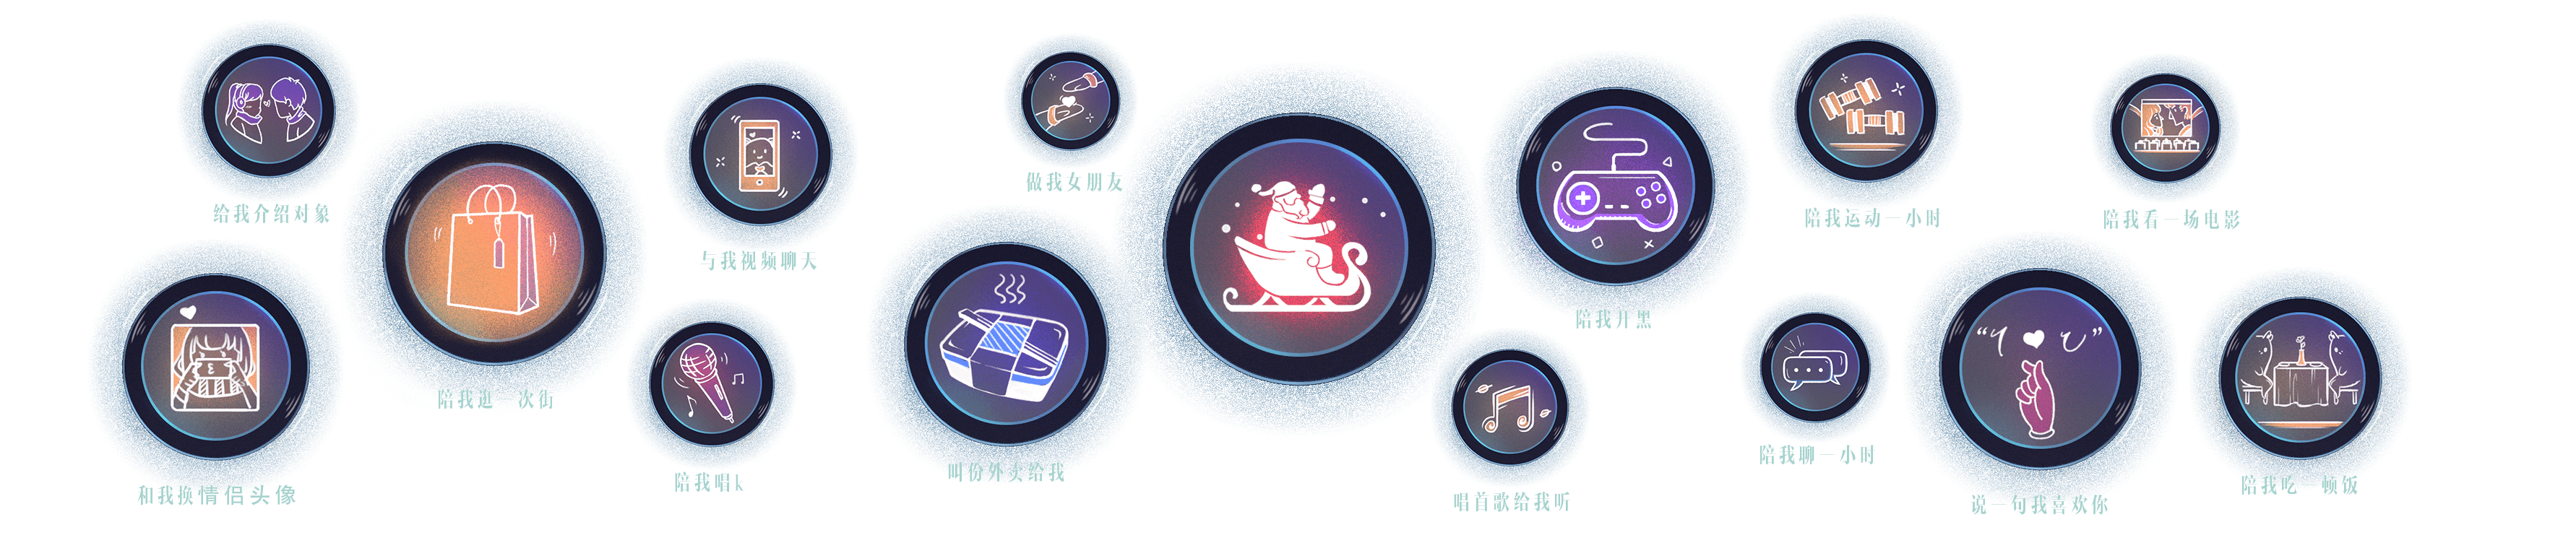 给我介绍对象
和我换情侣头像
陪我逛一次街
与我视频聊天
陪我唱k
做我女朋友
叫份外卖给我
陪我开黑
唱首歌给我听
陪我运动一小时
陪我聊一小时
陪我看一场电影
“1 U”
说一句我喜欢你
陪我吃一顿饭